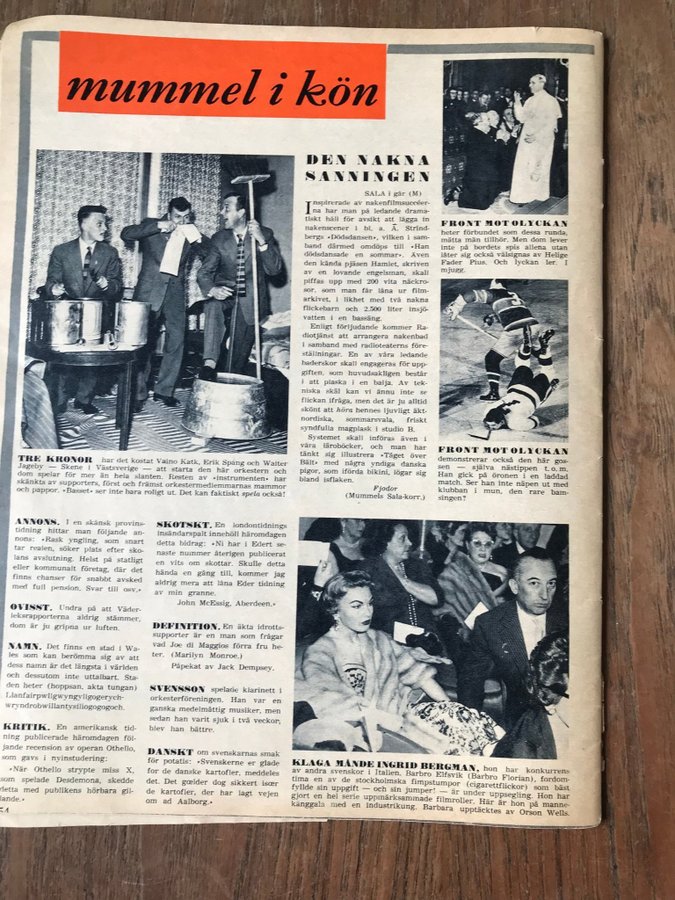 mummel i kön
TRE KRONOR har det kostat Vaino Katk, Erik Spång och Walter
Jageby — Skene i Västsverige — att starta den här orkestern och
dom spelar för mer än hela slanten. Resten av »instrumenten» har
skänkts av supporters, först och främst orkestermedlemmarnas mammor
och pappor. »Basset» ser inte bara roligt ut. Det kan faktiskt spela också!
DEN NAKNA
SANNINGEN
SALA i går (M)
Inspirerade av nakenfilmsuccéer-
na har man på ledande drama-
tiskt håll för avsikt att lägga in
nakenscener i bl. a. Å. Strind-
bergs »Dödsdansen», vilken i sam-
band därmed omdöps till »Han
dödsdansade en sommar». Även
den kända pjäsen Hamlet, skriven
av en lovande engelsman, skall
piffas upp med 200 vita näckro-
sor, som man får låna ur film-
arkivet, i likhet med två nakna
flickebarn och 2.500 liter insjö-
vatten i en bassäng.
Enligt förljudande kommer Ra-
diotjänst att arrangera nakenbad
i samband med radioteaterns före-
ställningar. En av våra ledande
baderskor skall engageras för upp-
giften, som huvudsakligen består
i att plaska i en balja. Av tek-
niska skäl kan vi ännu inte se
flickan ifråga, men det är ju alltid
skönt att höra hennes ljuvligt äkt-
nordiska, sommarsvala, friskt
syndfulla magplask i studio B.
Systemet skall införas även i
våra läroböcker, och man har
tänkt sig illustrera »Tåget över
Bält» med några yndiga danska
pigor, som iförda bikini, lögar sig
bland isflaken.
Fjodor
(Mummels Sala-korr.)
FRONT MOT OLYCKAN
heter förbundet som dessa runda,
mätta män tillhör. Men dom lever
inte på bordets spis allena utan
låter sig också välsignas av Helige
Fader Pius. Och lyckan ler. I
mjugg.
FRONT MOT OLYCKAN
demonstrerar också den här gos-
sen — själva nästippen t. o. m.
Han gick på öronen i en laddad
match. Ser han inte nåpen ut med
klubban i mun, den rare bam-
singen?
ANNONS. I en skånsk provins-
tidning hittar man följande an-
nons: »Rask yngling, som snart
tar realen, söker plats efter sko-
lans avslutning. Helst på statligt
eller kommunalt företag, där det
finns chanser för snabbt avsked
med full pension. Svar till osv.»
OVISST. Undra på att Väder-
leksrapporterna aldrig stämmer,
dom är ju gripna ur luften.
NAMN. Det finns en stad i Wa-
les som kan berömma sig av att
dess namn är det längsta i världen
och dessutom inte uttalbart. Sta-
den heter (hoppsan, akta tungan)
Llanfairpwllgwyngyllgogerych-
wryndrobwllantysiliogogogoch.
KRITIK. En amerikansk tid-
ning publicerade häromdagen föl-
jande recension av operan Othello,
som gavs i nyinstudering:
»När Othello strypte miss X,
som spelade Desdemona, skedde
detta med publikens hörbara gil-
lande.»
54
SKOTSKT. En londontidnings
insändarspalt innehöll häromdagen
detta bidrag: »Ni har i Edert se-
naste nummer återigen publicerat
en vits om skottar. Skulle detta
hända en gång till, kommer jag
aldrig mera att låna Eder tidning
av min granne.
John McEssig, Aberdeen.»
DEFINITION. En äkta idrotts-
supporter är en man som frågar
vad Joe di Maggios förra fru he-
ter. (Marilyn Monroe.)
Påpekat av Jack Dempsey.
SVENSSON spelade klarinett i
orkesterföreningen. Han var en
ganska medelmåttig musiker, men
sedan han varit sjuk i två veckor,
blev han bättre.
DANSKT om svenskarnas smak
för potatis: »Svenskerne er glade
for de danske kartofler, meddeles
det. Det gœlder dog sikkert isœr
de kartofler, der har lagt vejen
om ad Aalborg.»
KLAGA MÅNDE INGRID BERGMAN, hon har konkurrens
av andra svenskor i Italien. Barbro Elfsvik (Barbro Florian), fordom-
tima en av de stockholmska fimpstumpor (cigarettflickor) som bäst
fyllde sin uppgift — och sin jumper! — är under uppsegling. Hon har
gjort en hel serie uppmärksammade filmroller. Här är hon på manne-
känggala med en industrikung. Barbara upptäcktes av Orson Wells.